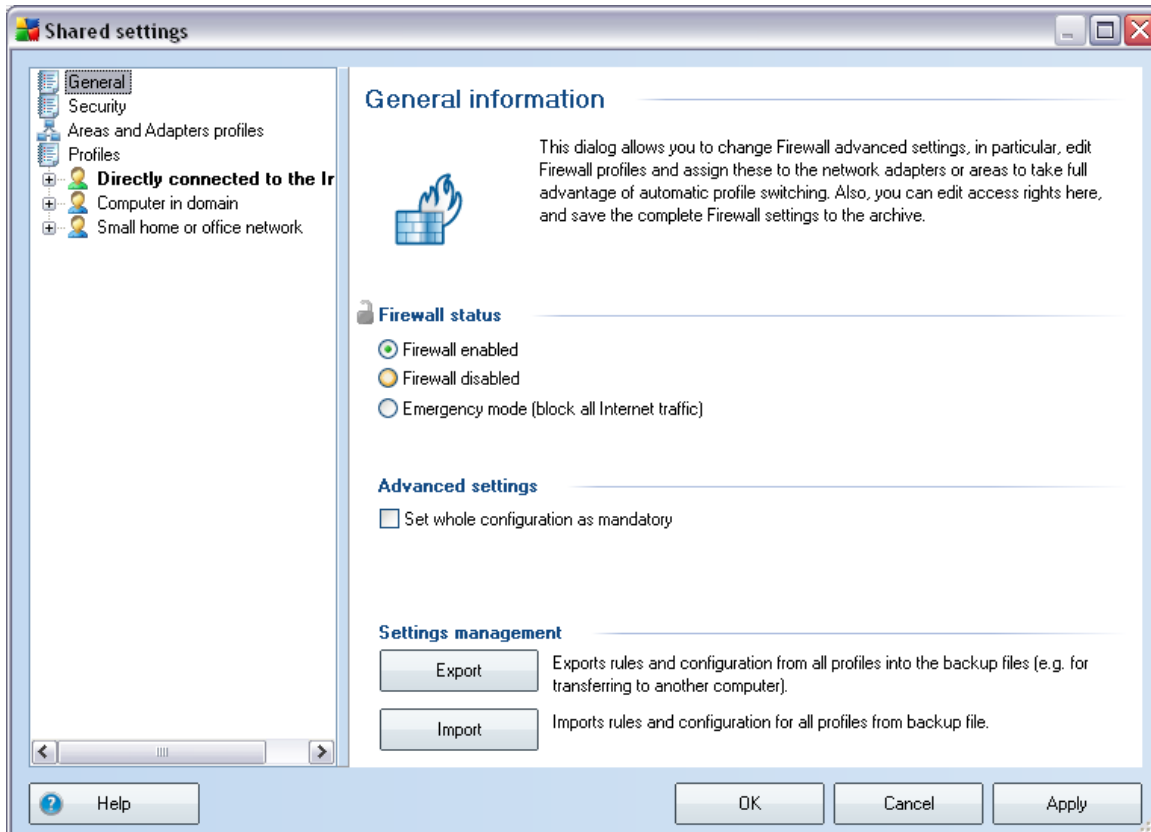 Shared settings
General
Security
Areas and Adapters profiles
Profiles
Directly connected to the Ir
Computer in domain
Small home or office network
General information
This dialog allows you to change Firewall advanced settings, in particular, edit
Firewall profiles and assign these to the network adapters or areas to take full
advantage of automatic profile switching. Also, you can edit access rights here,
and save the complete Firewall settings to the archive.
Firewall status
Firewall enabled
Firewall disabled
Emergency mode (block all Internet traffic)
Advanced settings
Set whole configuration as mandatory
Settings management
Export
Exports rules and configuration from all profiles into the backup files (e.g. for
transferring to another computer).
Import
Imports rules and configuration for all profiles from backup file.
Help
OK
Cancel
Apply